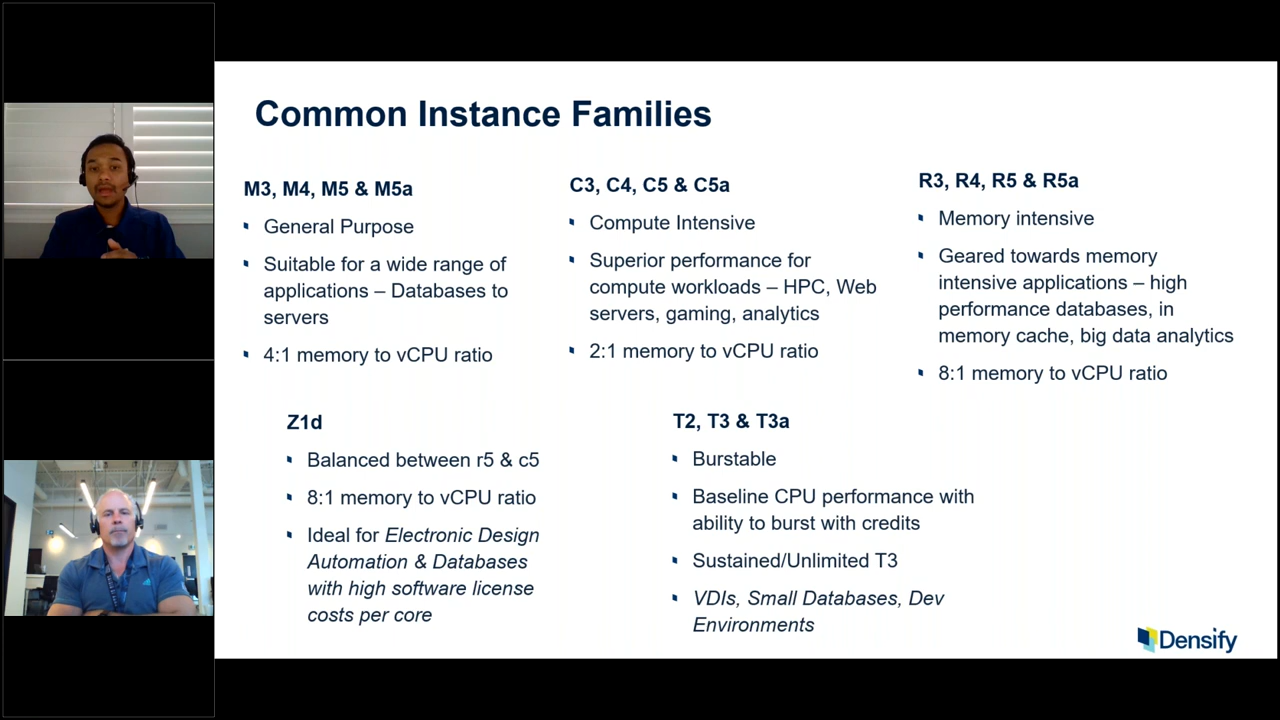 Common Instance Families
M3, M4, M5 & M5a
General Purpose
Suitable for a wide range of
applications – Databases to
servers
4:1 memory to vCPU ratio
C3, C4, C5 & C5a
Compute Intensive
Superior performance for
compute workloads – HPC, Web
servers, gaming, analytics
2:1 memory to vCPU ratio
R3, R4, R5 & R5a
Memory intensive
Geared towards memory
intensive applications – high
performance databases, in
memory cache, big data analytics
8:1 memory to vCPU ratio
Z1d
Balanced between r5 & c5
8:1 memory to vCPU ratio
Ideal for Electronic Design
Automation & Databases
with high software license
costs per core
T2, T3 & T3a
Burstable
Baseline CPU performance with
ability to burst with credits
Sustained/Unlimited T3
VDIs, Small Databases, Dev
Environments
Densify